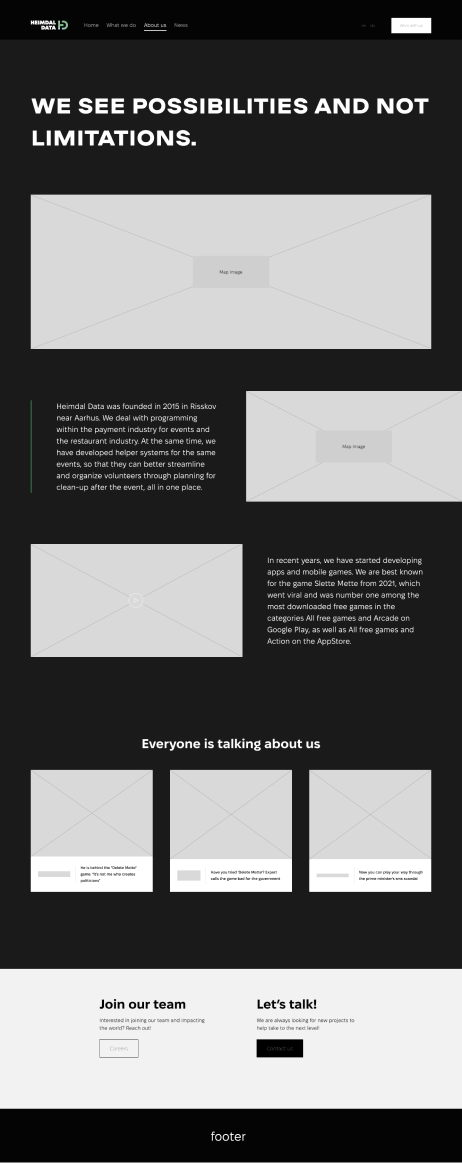 HEIMDAL
DATA
Home What we do About us News
WE SEE POSSIBILITIES AND NOT
LIMITATIONS.
Map image
Heimdal Data was founded in 2015 in Risskov
near Aarhus. We deal with programming
within the payment industry for events and
the restaurant industry. At the same time, we
have developed helper systems for the same
events, so that they can better streamline
and organize volunteers through planning for
clean-up after the event, all in one place.
Map image
In recent years, we have started developing
apps and mobile games. We are best known
for the game Slette Mette from 2021, which
went viral and was number one among the
most downloaded free games in the
categories All free games and Arcade on
Google Play, as well as All free games and
Action on the AppStore.
Everyone is talking about us
He is behind the "Delete Mette"
game. "It's not me who creates
politicians"
Have you tried "Delete Mette"? Expert
calls the game bad for the government
Now you can play your way through
the prime minister's sms scandal
Join our team
Interested in joining our team and impacting
the world? Reach out!
Careers
Let's talk!
We are always looking for new projects to
help take to the next level!
Contact us
footer